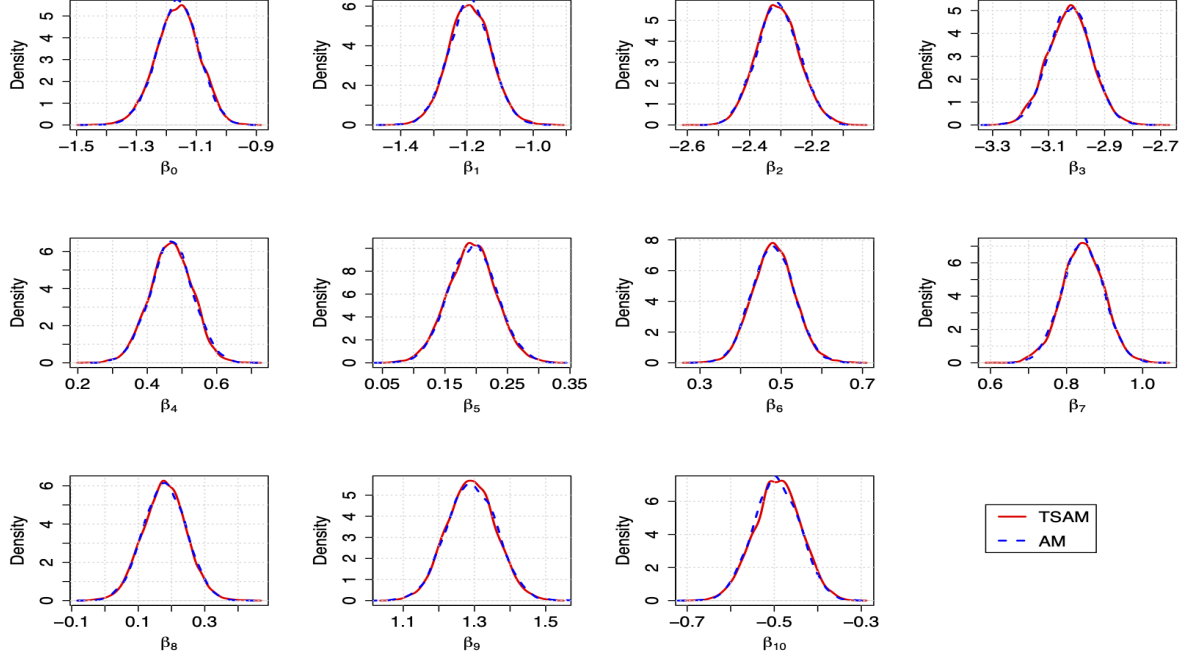 Density
0 1 2 3 4 5
−1.5 −1.3 −1.1 −0.9
β0
Density
0 2 4 6
−1.4 −1.2 −1.0
β1
Density
0 1 2 3 4 5
−2.6 −2.4 −2.2
β2
Density
0 1 2 3 4 5
−3.3 −3.1 −2.9 −2.7
β3
Density
0 2 4 6
0.2 0.4 0.6
β4
Density
0 2 4 6 8
0.05 0.15 0.25 0.35
β5
Density
0 2 4 6 8
0.3 0.5 0.7
β6
Density
0 2 4 6
0.6 0.8 1.0
β7
Density
0 2 4 6
−0.1 0.1 0.3
β8
Density
0 1 2 3 4 5
1.1 1.3 1.5
β9
Density
0 2 4 6
−0.7 −0.5 −0.3
β10
TSAM
AM